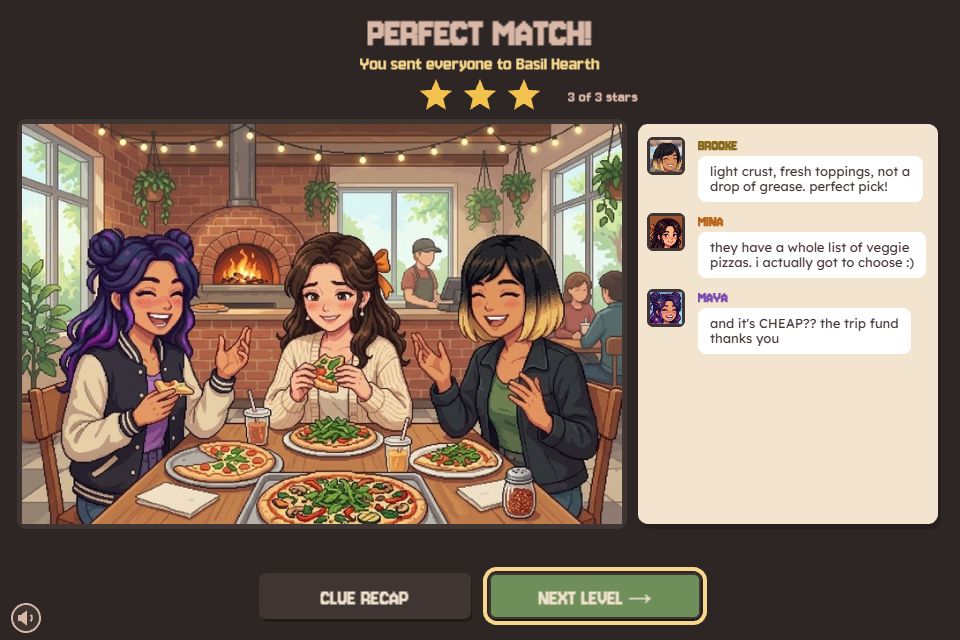 PERFECT MATCH!
You sent everyone to Basil Hearth
3 of 3 stars
BROOKE
light crust, fresh toppings, not a
drop of grease. perfect pick!
MINA
they have a whole list of veggie
pizzas. i actually got to choose :)
MAYA
and it's CHEAP?? the trip fund
thanks you
CLUE RECAP
NEXT LEVEL →